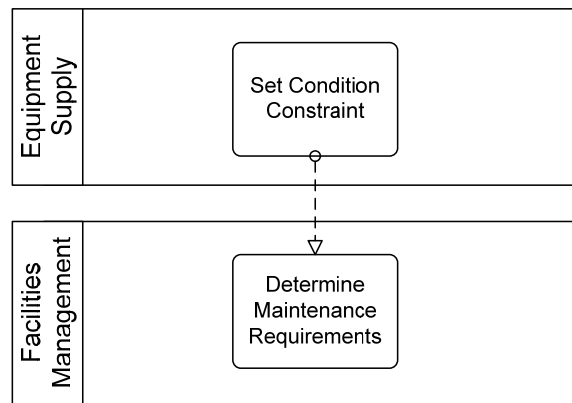 Equipment
Supply
Set Condition
Constraint
Facilities
Management
Determine
Maintenance
Requirements